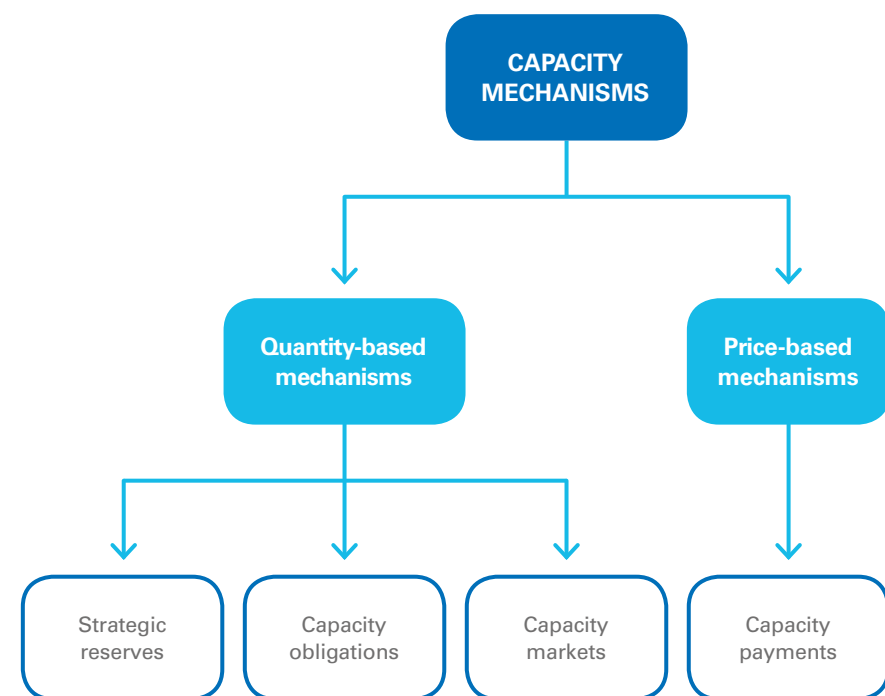 CAPACITY
MECHANISMS
Quantity-based
mechanisms
Price-based
mechanisms
Strategic
reserves
Capacity
obligations
Capacity
markets
Capacity
payments